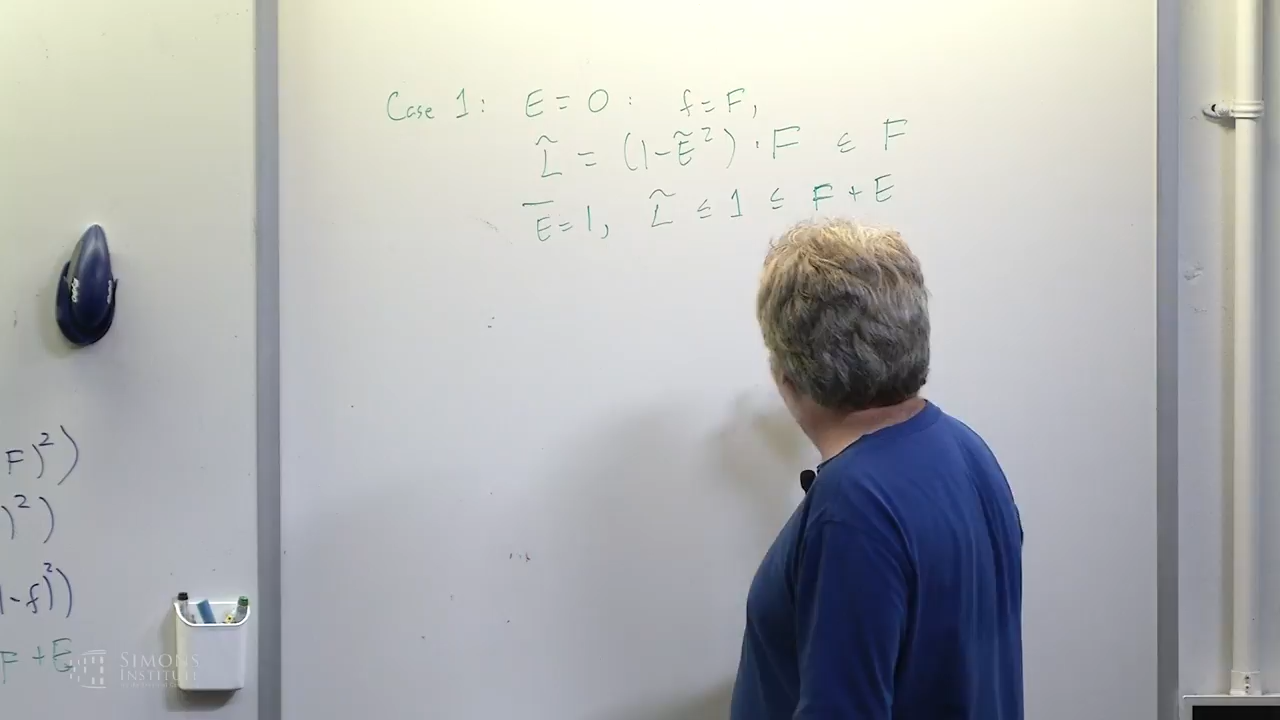 Case 1: E = 0: f = F,
L̃ = (1-Ẽ²) · F ≤ F
E = 1, L̃ ≤ 1 ≤ F + E
F)²)
)²)
1-f)²))
F + E
SIMONS
INSTITUTE